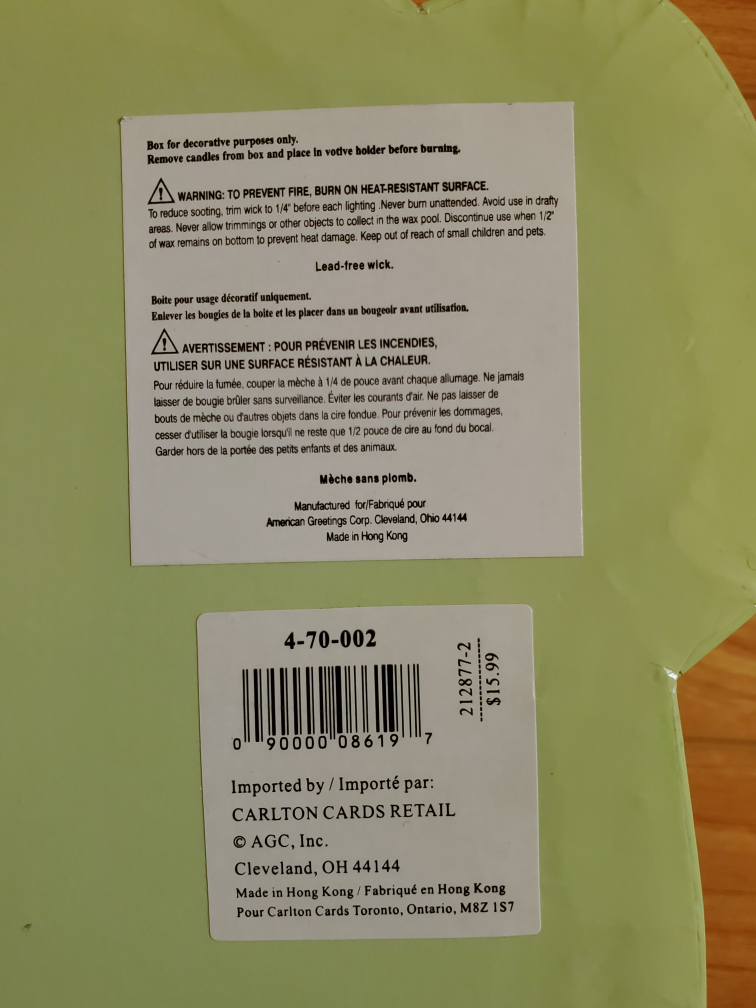 Box for decorative purposes only.
Remove candles from box and place in votive holder before burning.
WARNING: TO PREVENT FIRE, BURN ON HEAT-RESISTANT SURFACE.
To reduce sooting, trim wick to 1/4" before each lighting .Never burn unattended. Avoid use in drafty
areas. Never allow trimmings or other objects to collect in the wax pool. Discontinue use when 1/2"
of wax remains on bottom to prevent heat damage. Keep out of reach of small children and pets.
Lead-free wick.
Boite pour usage décoratif uniquement.
Enlever les bougies de la boite et les placer dans un bougeoir avant utilisation.
AVERTISSEMENT : POUR PRÉVENIR LES INCENDIES,
UTILISER SUR UNE SURFACE RÉSISTANT À LA CHALEUR.
Pour réduire la fumée, couper la mèche à 1/4 de pouce avant chaque allumage. Ne jamais
laisser de bougie brûler sans surveillance. Éviter les courants d'air. Ne pas laisser de
bouts de mèche ou d'autres objets dans la cire fondue. Pour prévenir les dommages,
cesser d'utiliser la bougie lorsqu'il ne reste que 1/2 pouce de cire au fond du bocal.
Garder hors de la portée des petits enfants et des animaux.
Mèche sans plomb.
Manufactured for/Fabriqué pour
American Greetings Corp. Cleveland, Ohio 44144
Made in Hong Kong
4-70-002
212877-2
$15.99
0 90000 08619 7
Imported by / Importé par:
CARLTON CARDS RETAIL
© AGC, Inc.
Cleveland, OH 44144
Made in Hong Kong / Fabriqué en Hong Kong
Pour Carlton Cards Toronto, Ontario, M8Z 1S7